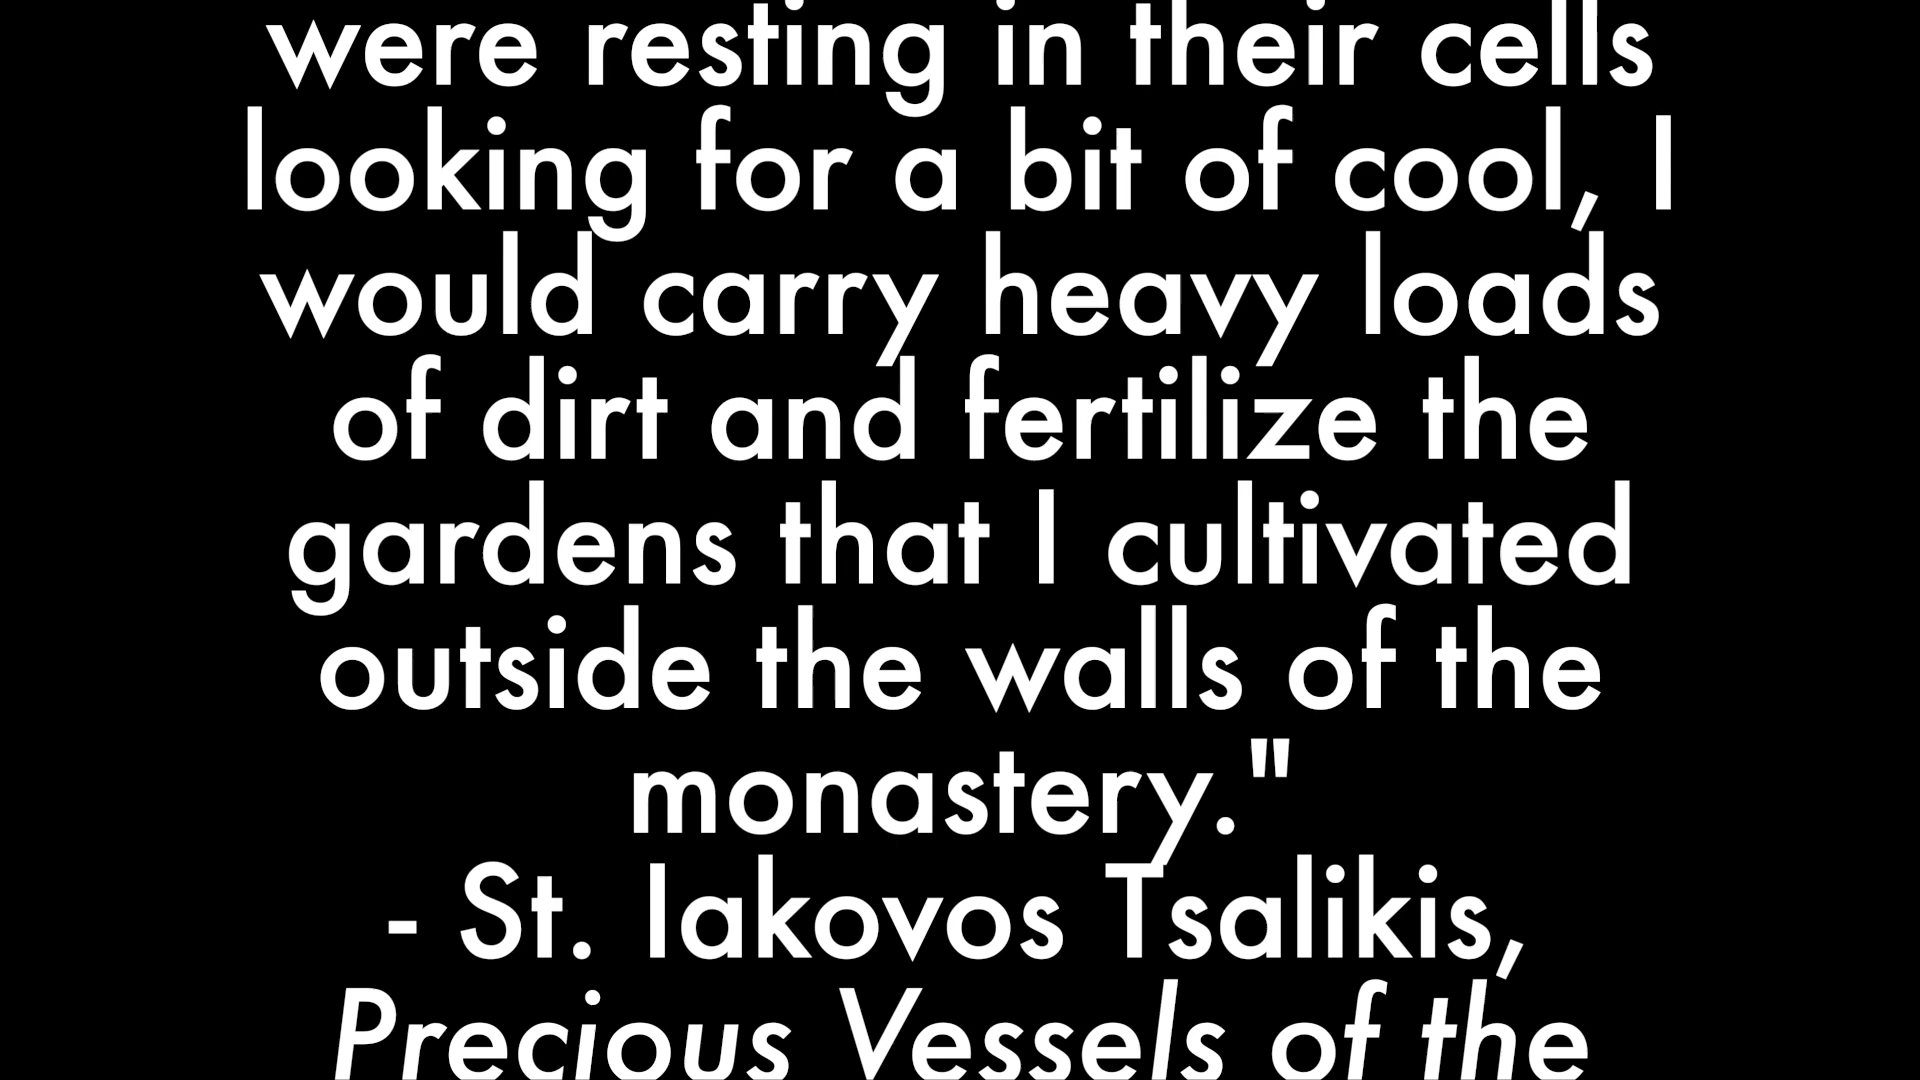 were resting in their cells
looking for a bit of cool, I
would carry heavy loads
of dirt and fertilize the
gardens that I cultivated
outside the walls of the
monastery."
- St. Iakovos Tsalikis,
Precious Vessels of the